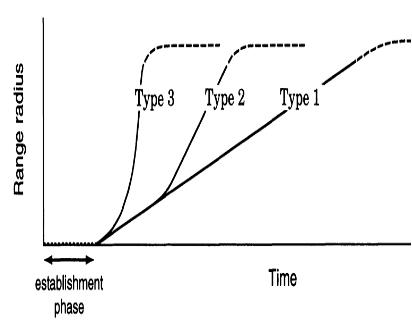 Range radius
Type 3
Type 2
Type 1
establishment
phase
Time